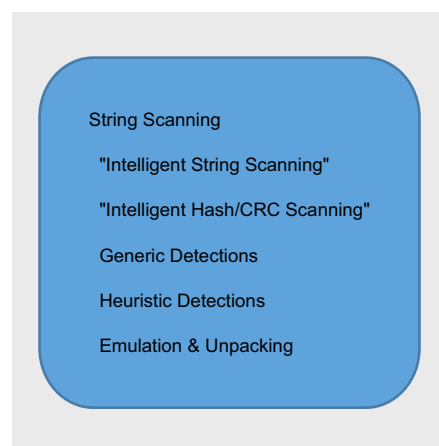 String Scanning
"Intelligent String Scanning"
"Intelligent Hash/CRC Scanning"
Generic Detections
Heuristic Detections
Emulation & Unpacking